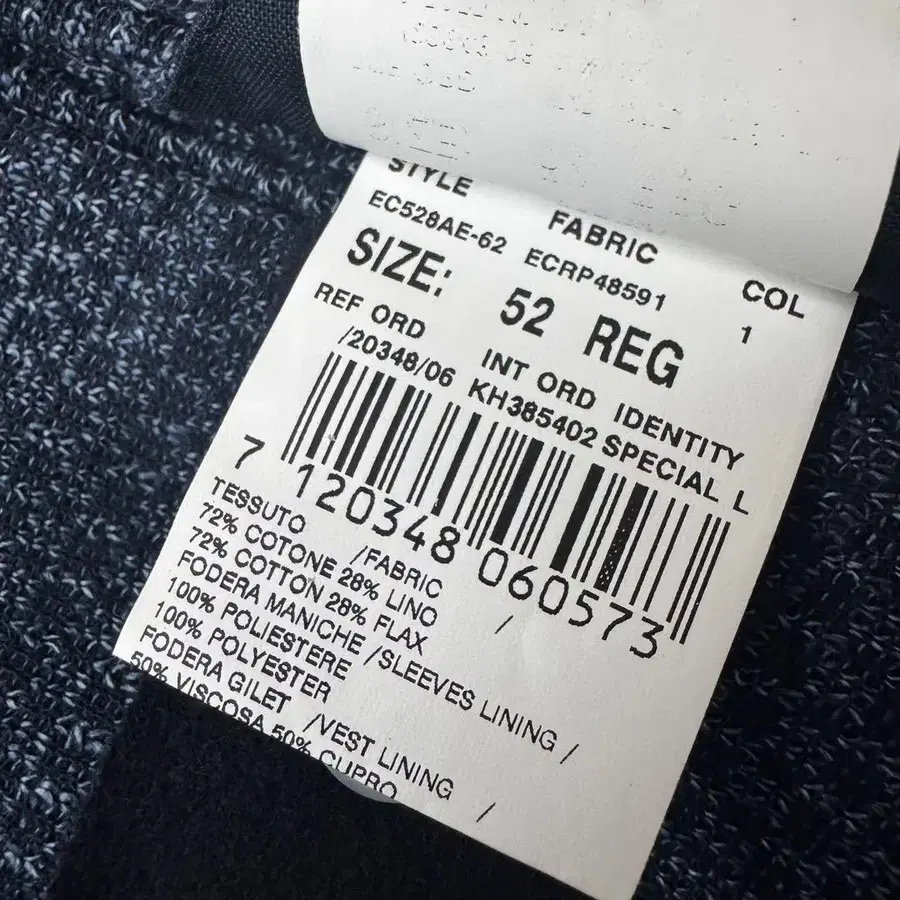 STYLE FABRIC COL
EC528AE-62 ECRP48591 1
SIZE: 52 REG
REF ORD INT ORD IDENTITY
/20348/06 KH385402 SPECIAL L
7 120348 060573
TESSUTO /FABRIC
72% COTONE 28% LINO /
72% COTTON 28% FLAX
FODERA MANICHE /SLEEVES LINING /
100% POLIESTERE
100% POLYESTER
FODERA GILET /VEST LINING /
50% VISCOSA 50% CUPRO